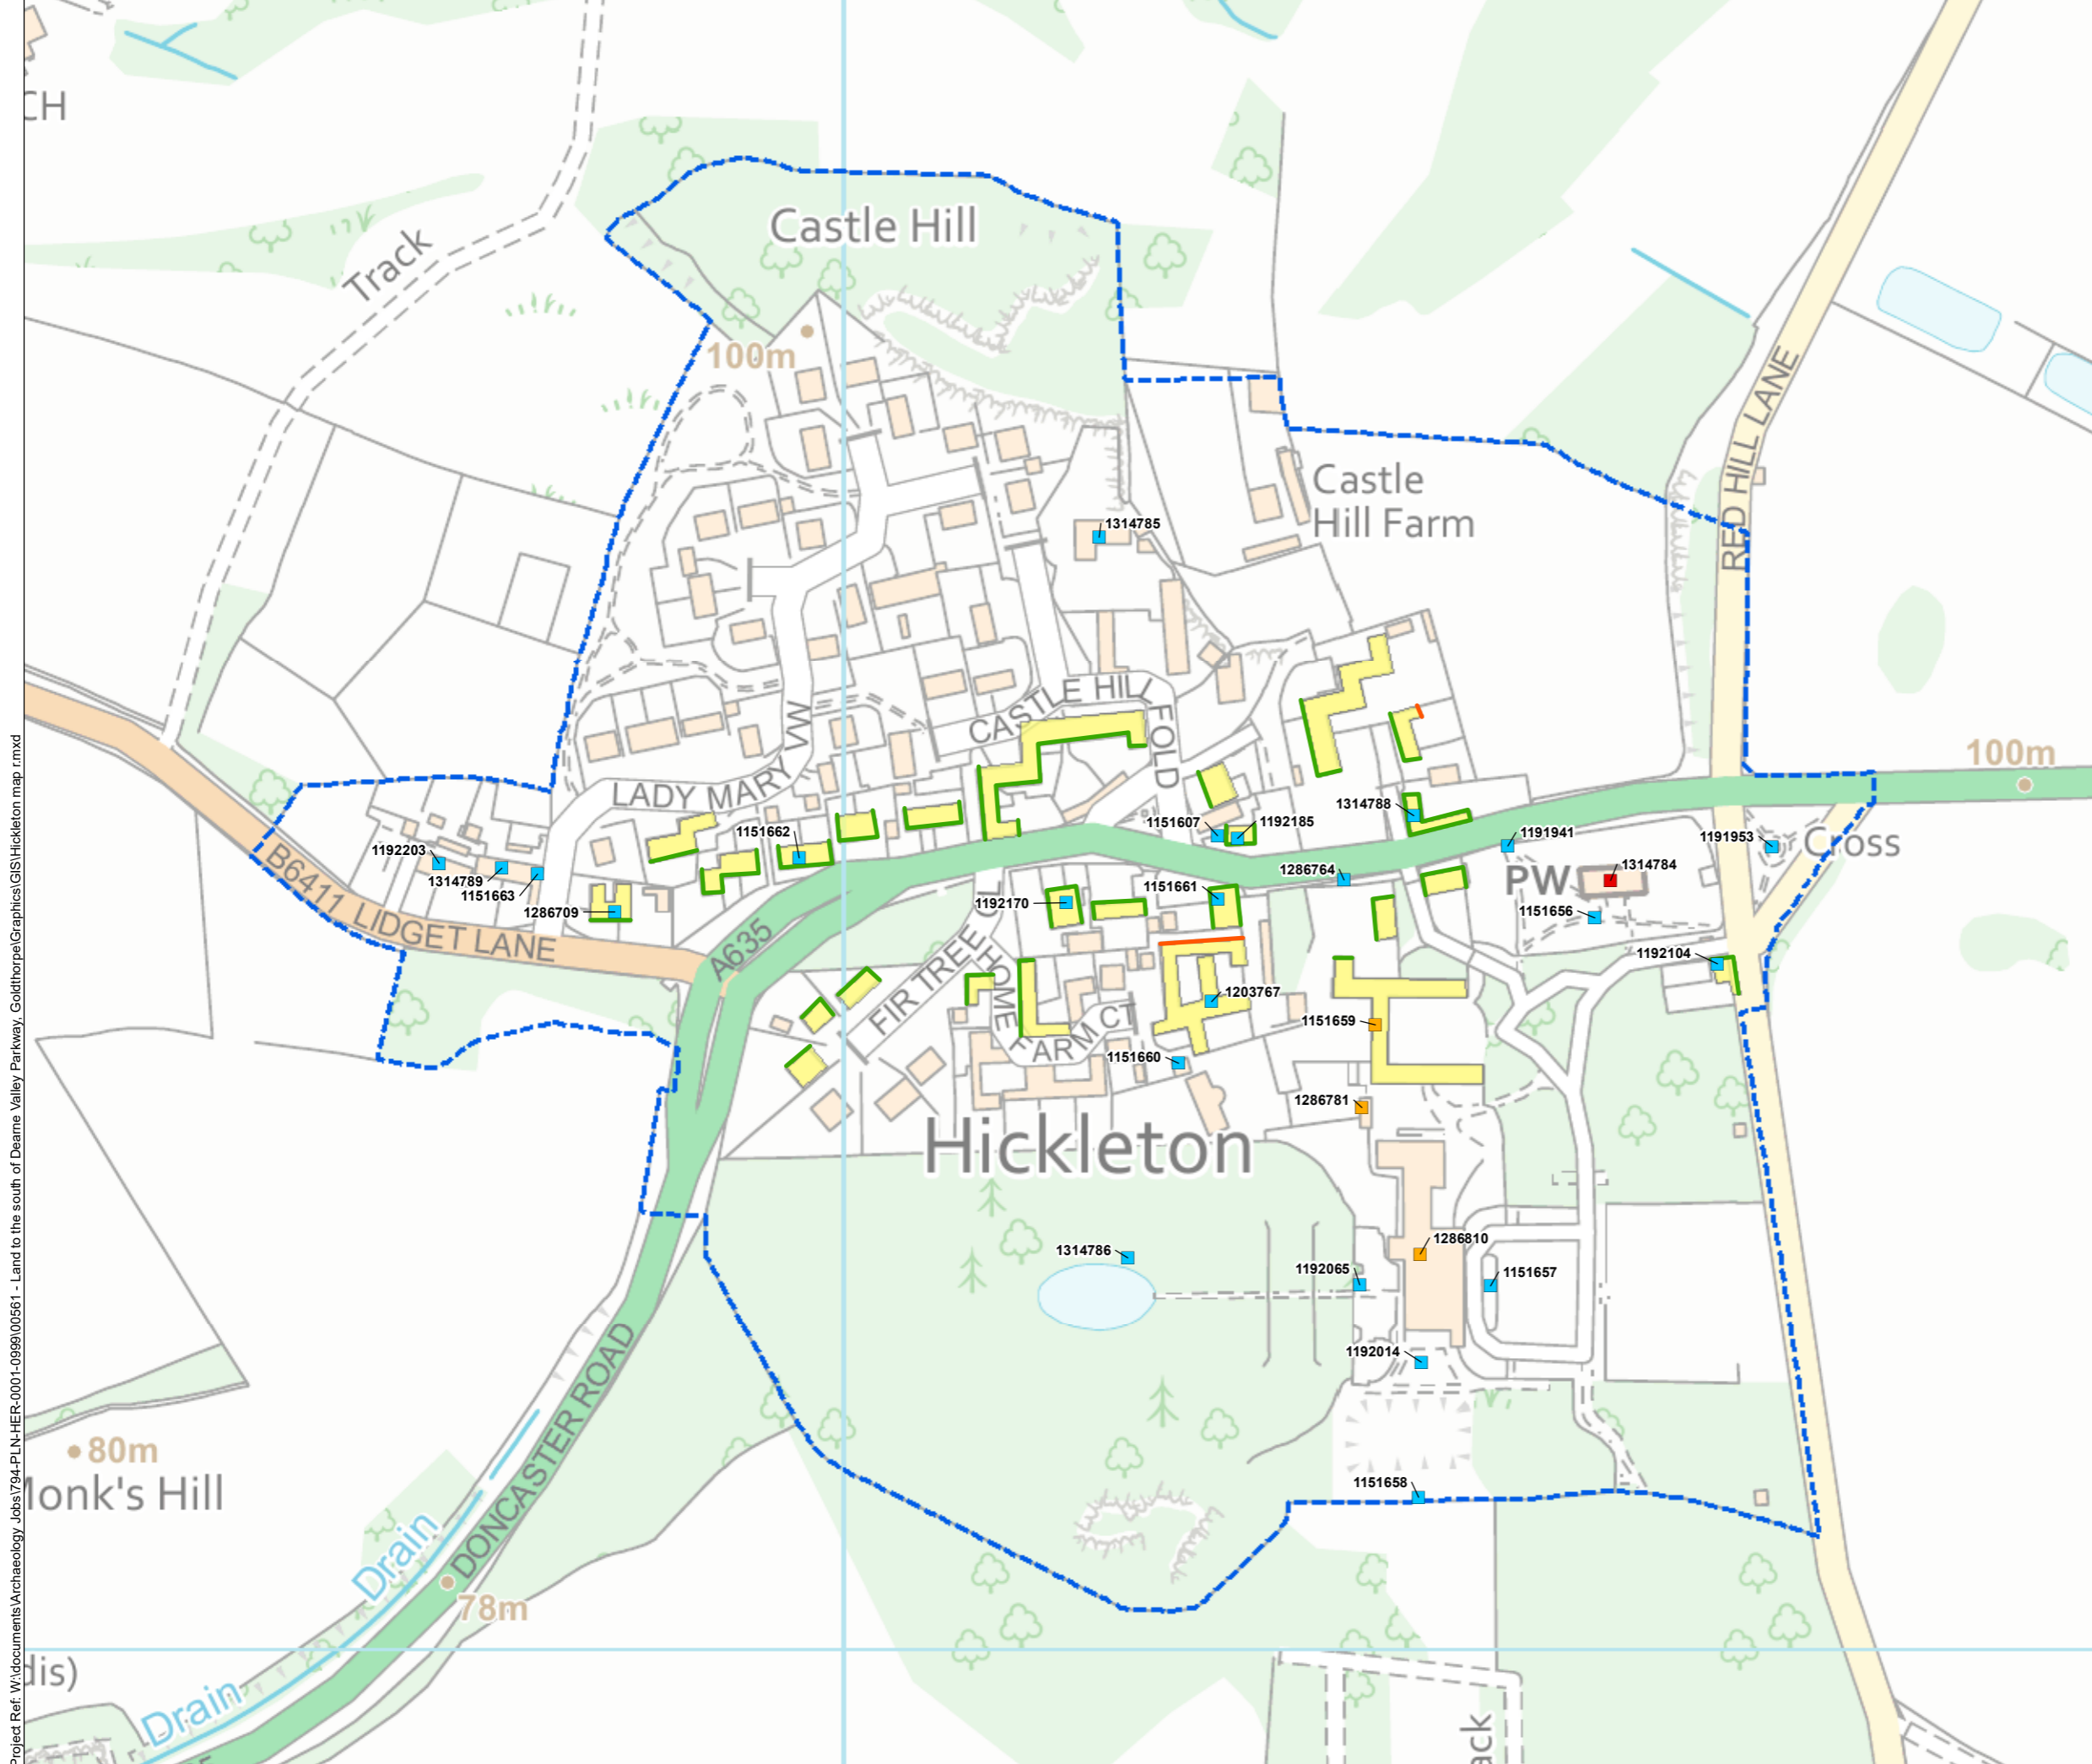 CH
Castle Hill
Track
100m
RED HILL LANE
Castle
Hill Farm
1314785
CASTLE HILL FOLD
100m
LADY MARY VW
1151662
1314788
1151607
1192185
1191941
1191953
Cross
1192203
1314789
1151663
1286709
B6411 LIDGET LANE
A635
1286764
PW
1314784
1151661
1192170
1151656
1192104
FIR TREE CL
HOME FARM CT
1203767
1151659
1151660
1286781
Hickleton
1314786
1286810
1192065
1151657
1192014
80m
Monk's Hill
1151658
DONCASTER ROAD
Drain
78m
dis)
Drain
ack
Project Ref: W:\documents\Archaeology Jobs\794-PLN-HER-0001-0999\00561 - Land to the south of Dearne Valley Parkway, Goldthorpe\Graphics\GIS\Hickleton map r.mxd